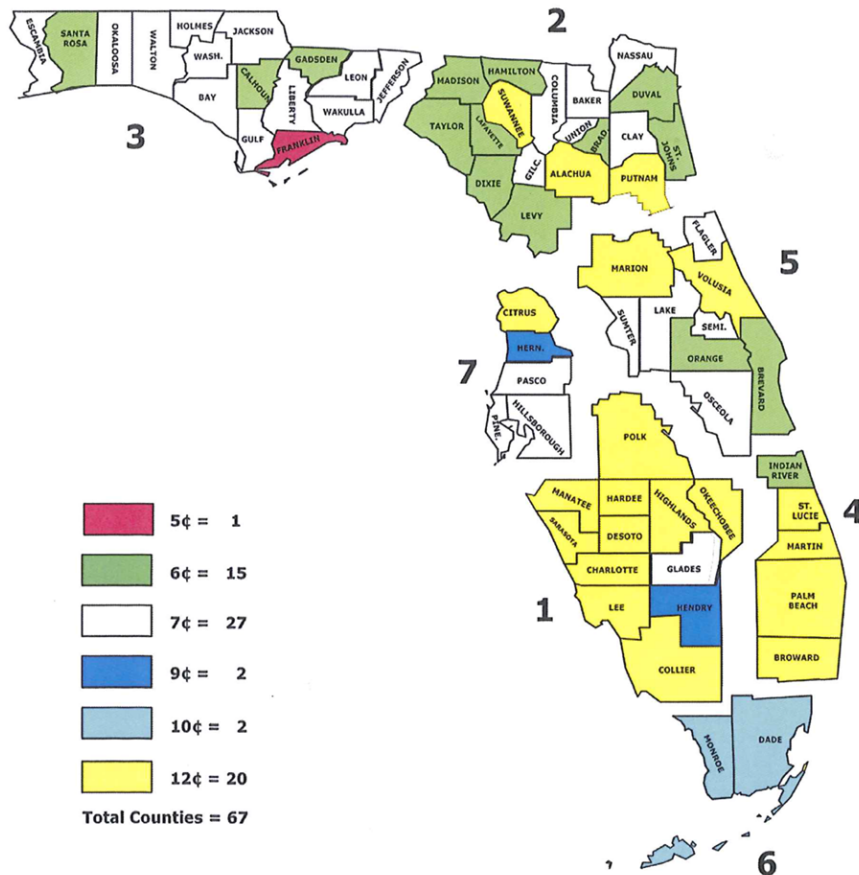 2
3
ESCAMBIA
SANTA
ROSA
OKALOOSA
WALTON
HOLMES
WASH.
JACKSON
BAY
CALHOUN
GULF
LIBERTY
GADSDEN
FRANKLIN
LEON
WAKULLA
JEFFERSON
MADISON
HAMILTON
TAYLOR
LAFAYETTE
SUWANNEE
COLUMBIA
BAKER
NASSAU
DUVAL
UNION
BRAD.
CLAY
ST.
JOHNS
DIXIE
GILC.
ALACHUA
PUTNAM
LEVY
5
FLAGLER
MARION
VOLUSIA
SUMTER
LAKE
SEMI.
ORANGE
BREVARD
OSCEOLA
7
CITRUS
HERN.
PASCO
PINE.
HILLSBOROUGH
POLK
MANATEE
HARDEE
HIGHLANDS
OKEECHOBEE
SARASOTA
DESOTO
CHARLOTTE
GLADES
LEE
HENDRY
COLLIER
1
INDIAN
RIVER
ST.
LUCIE
4
MARTIN
PALM
BEACH
BROWARD
MONROE
DADE
6
5¢ = 1
6¢ = 15
7¢ = 27
9¢ = 2
10¢ = 2
12¢ = 20
Total Counties = 67